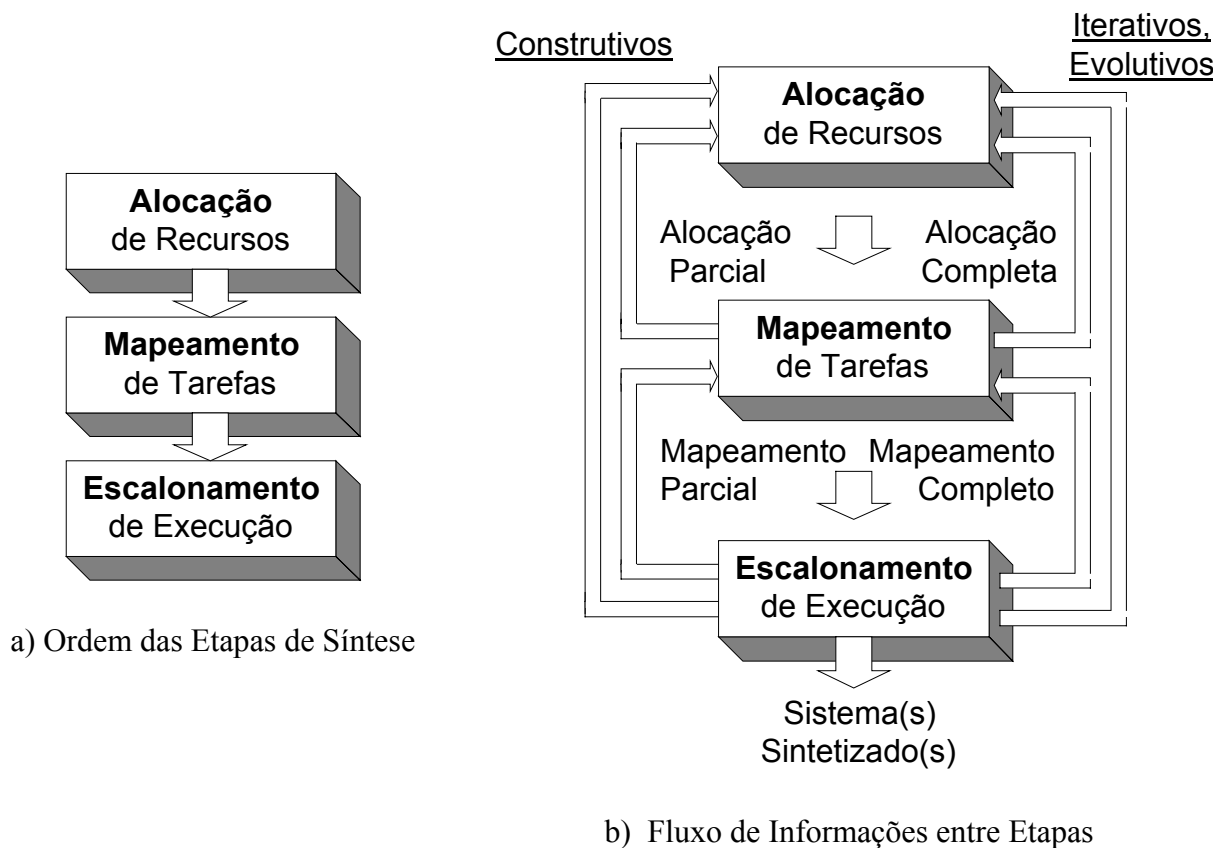 Alocação
de Recursos
Mapeamento
de Tarefas
Escalonamento
de Execução
a) Ordem das Etapas de Síntese
Construtivos
Iterativos,
Evolutivos
Alocação
de Recursos
Alocação
Parcial
Alocação
Completa
Mapeamento
de Tarefas
Mapeamento
Parcial
Mapeamento
Completo
Escalonamento
de Execução
Sistema(s)
Sintetizado(s)
b) Fluxo de Informações entre Etapas